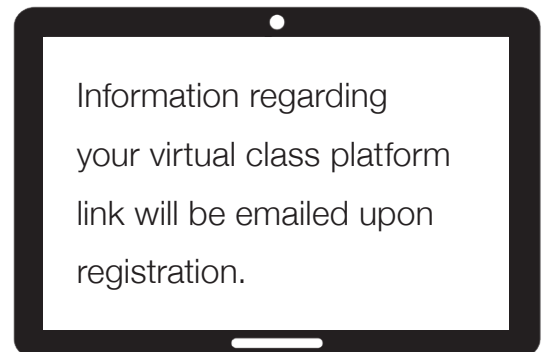 Information regarding
your virtual class platform
link will be emailed upon
registration.